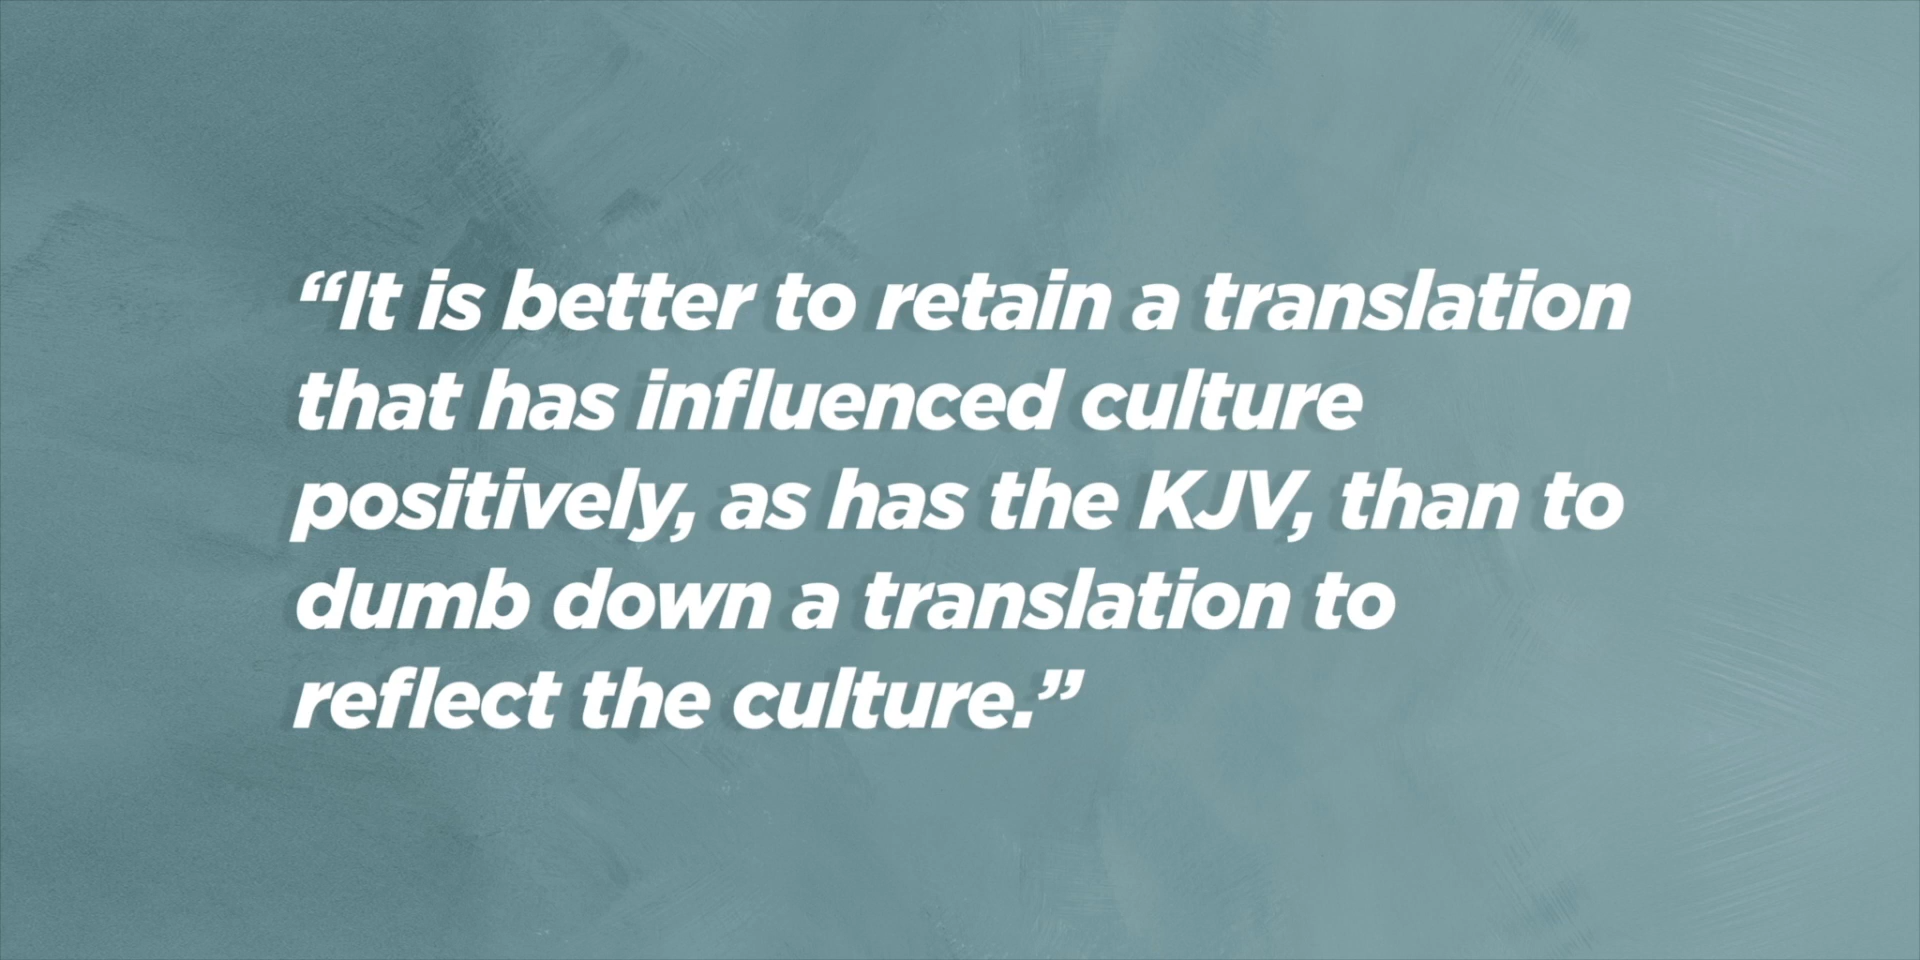 “It is better to retain a translation
that has influenced culture
positively, as has the KJV, than to
dumb down a translation to
reflect the culture.”